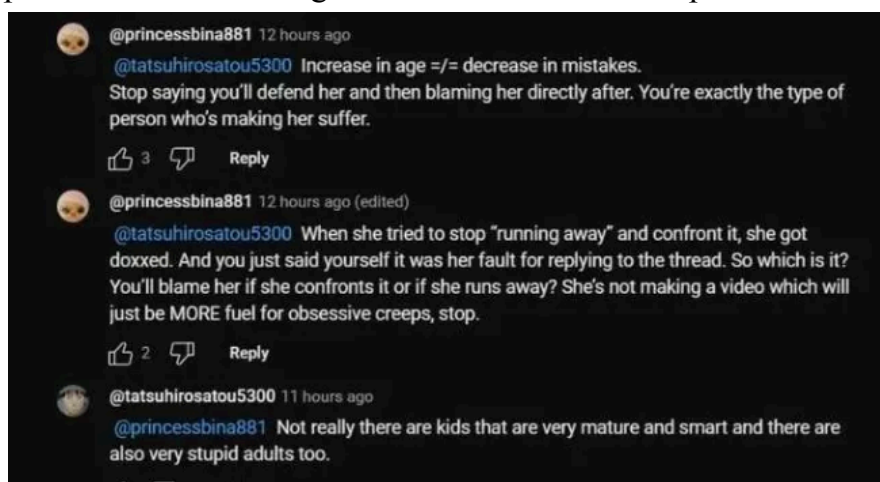 @princessbina881 12 hours ago
@tatsuhirosatou5300 Increase in age =/= decrease in mistakes.
Stop saying you'll defend her and then blaming her directly after. You're exactly the type of
person who's making her suffer.
3 Reply
@princessbina881 12 hours ago (edited)
@tatsuhirosatou5300 When she tried to stop "running away" and confront it, she got
doxxed. And you just said yourself it was her fault for replying to the thread. So which is it?
You'll blame her if she confronts it or if she runs away? She's not making a video which will
just be MORE fuel for obsessive creeps, stop.
2 Reply
@tatsuhirosatou5300 11 hours ago
@princessbina881 Not really there are kids that are very mature and smart and there are
also very stupid adults too.